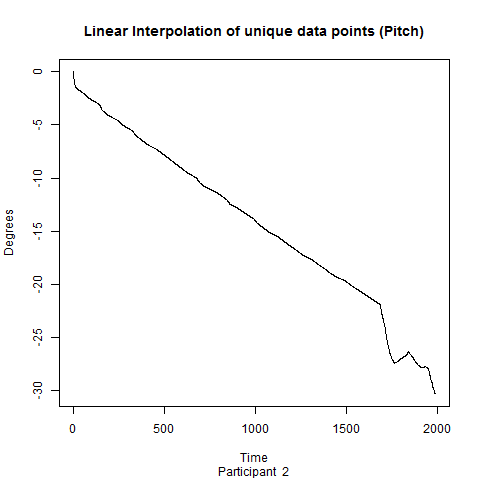 Linear Interpolation of unique data points (Pitch)
Degrees
0
-5
-10
-15
-20
-25
-30
0 500 1000 1500 2000
Time
Participant 2